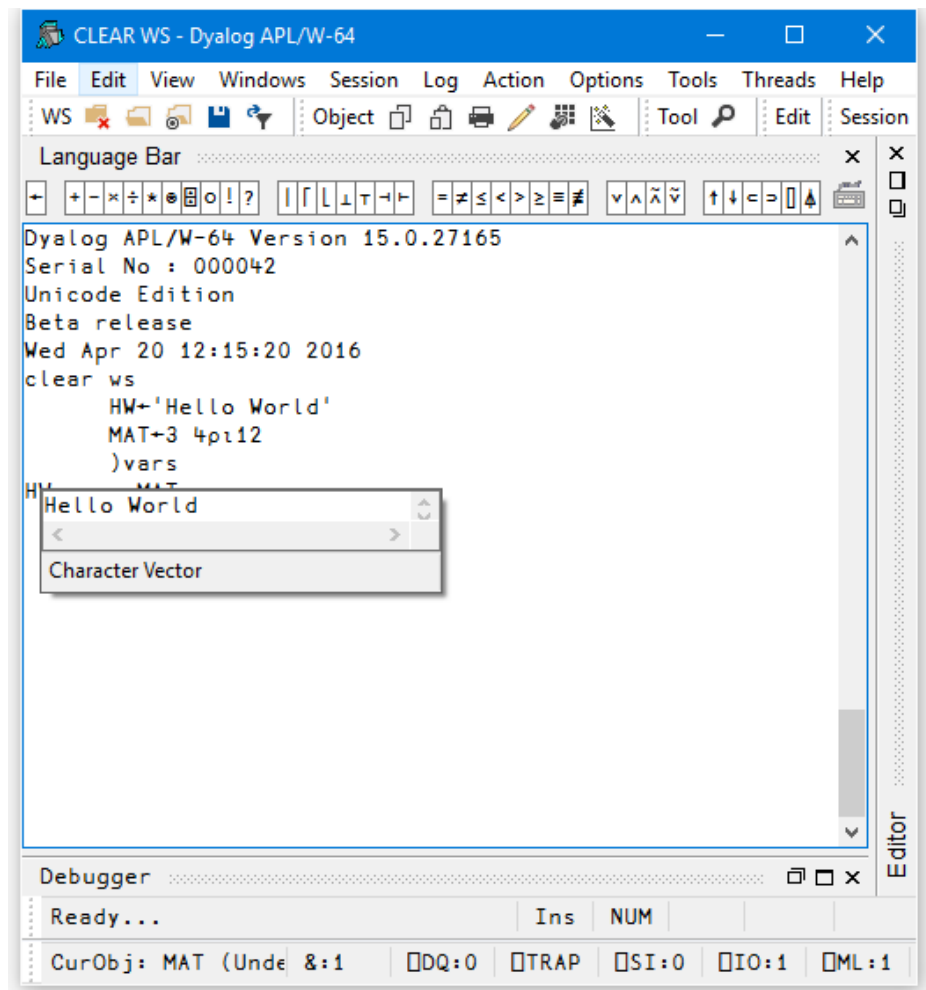 CLEAR WS - Dyalog APL/W-64
File Edit View Windows Session Log Action Options Tools Threads Help
WS Object Tool Edit Session
Language Bar
← + - × ÷ * ⍟ ⌹ ○ ! ? | ⌈ ⌊ ⊥ ⊤ ⊣ ⊢ = ≠ ≤ < > ≥ ≡ ≢ ∨ ∧ ⍲ ⍱ ↑ ↓ ⊂ ⊃ ⌷ ⍋
Dyalog APL/W-64 Version 15.0.27165
Serial No : 000042
Unicode Edition
Beta release
Wed Apr 20 12:15:20 2016
clear ws
HW←'Hello World'
MAT←3 4⍴⍳12
)vars
HW MAT
Hello World
Character Vector
Editor
Debugger
Ready... Ins NUM
CurObj: MAT (Unde &:1 ⎕DQ:0 ⎕TRAP ⎕SI:0 ⎕IO:1 ⎕ML:1